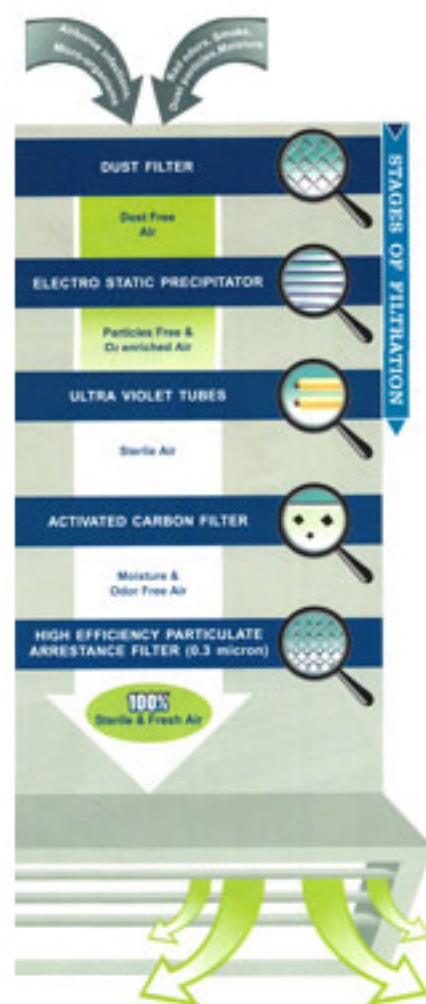 Airborne infections,
Micro-organisms
Bad odors, Smoke,
Dust particles, Moisture
DUST FILTER
STAGES OF FILTRATION
Dust Free
Air
ELECTRO STATIC PRECIPITATOR
Particles Free &
Oz enriched Air
ULTRA VIOLET TUBES
Sterile Air
ACTIVATED CARBON FILTER
Moisture &
Odor Free Air
HIGH EFFICIENCY PARTICULATE
ARRESTANCE FILTER (0.3 micron)
100%
Sterile & Fresh Air